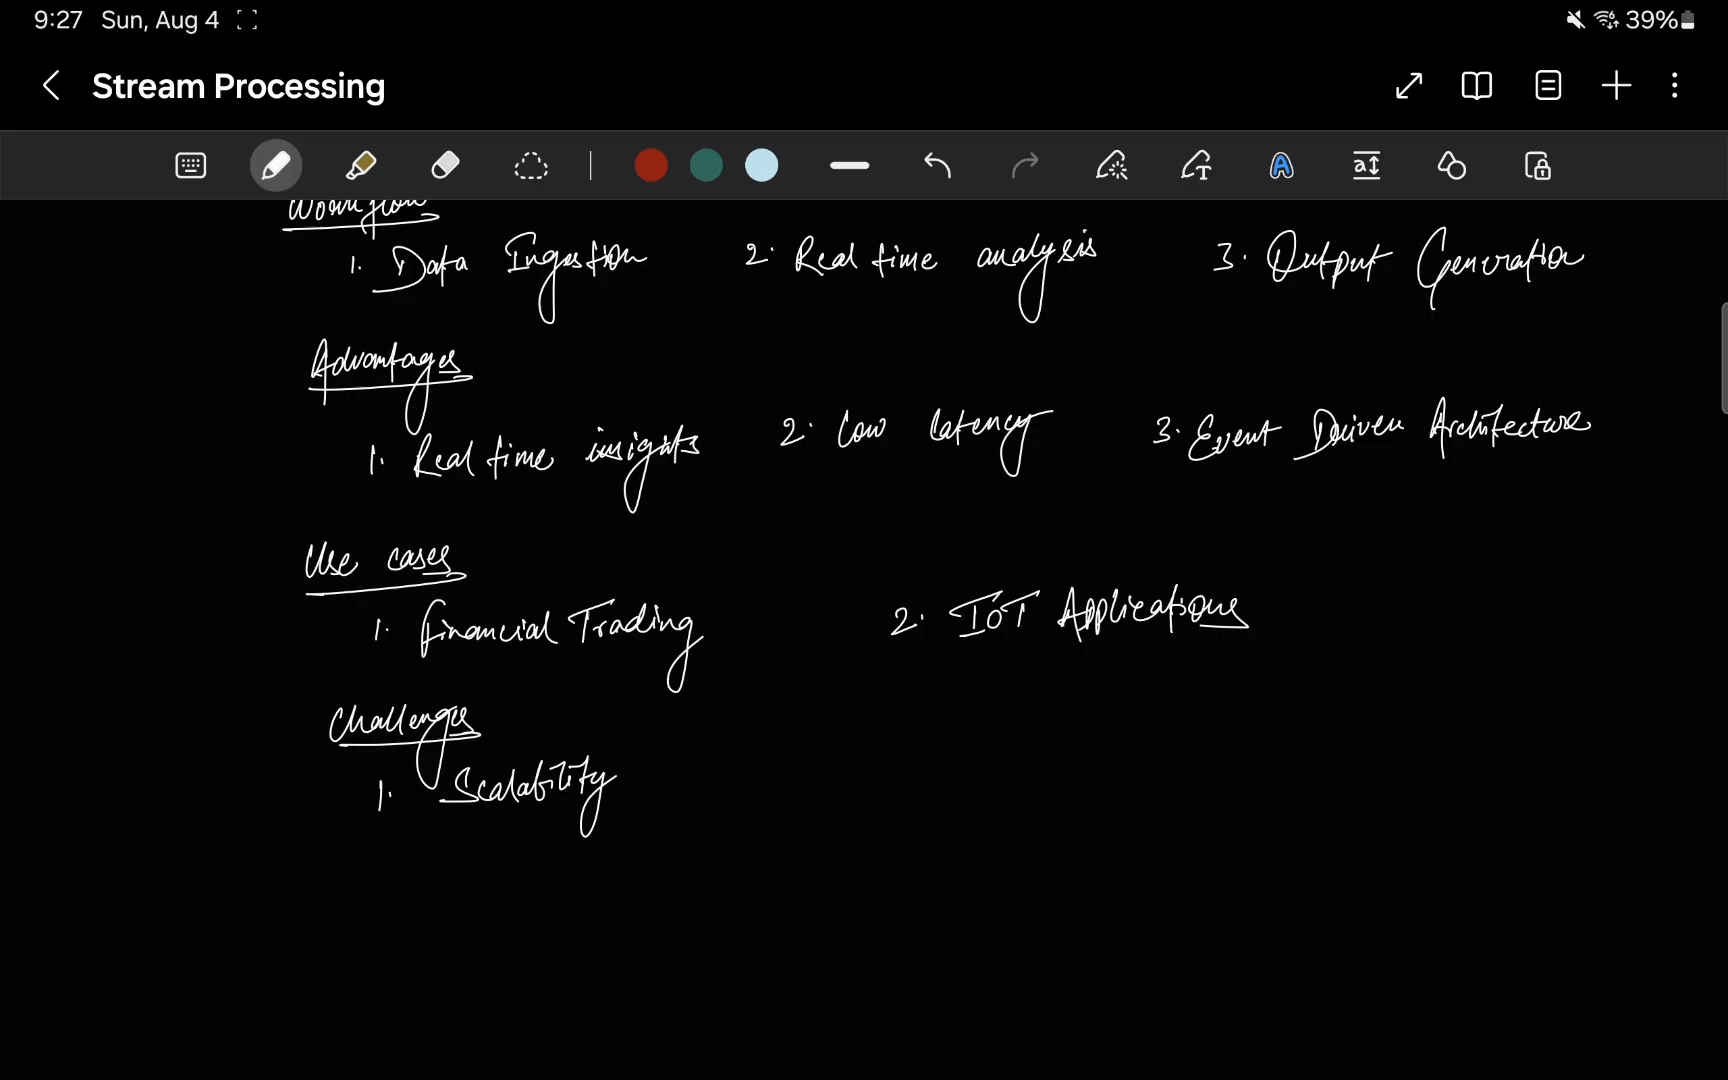 9:27 Sun, Aug 4 39%
Stream Processing
Workflow
1. Data Ingestion 2. Real time analysis 3. Output Generation
Advantages
1. Real time insights 2. Low latency 3. Event Driven Architecture
Use cases
1. Financial Trading 2. IoT Applications
Challenges
1. Scalability